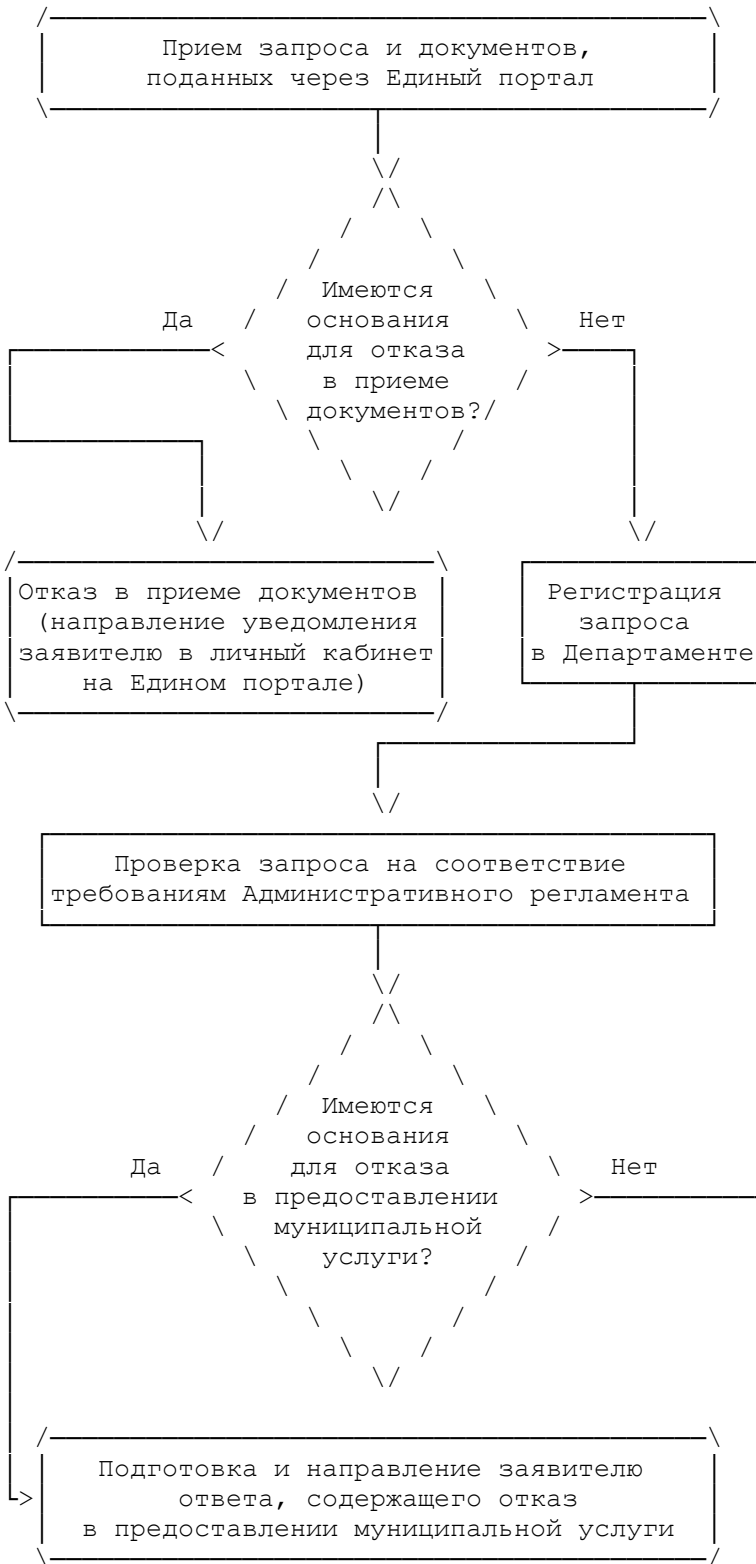 Прием запроса и документов,
поданных через Единый портал
Имеются
Да основания Нет
для отказа
в приеме
документов?
Отказ в приеме документов
(направление уведомления
заявителю в личный кабинет
на Едином портале)
Регистрация
запроса
в Департаменте
Проверка запроса на соответствие
требованиям Административного регламента
Имеются
основания
Да для отказа Нет
в предоставлении
муниципальной
услуги?
Подготовка и направление заявителю
ответа, содержащего отказ
в предоставлении муниципальной услуги